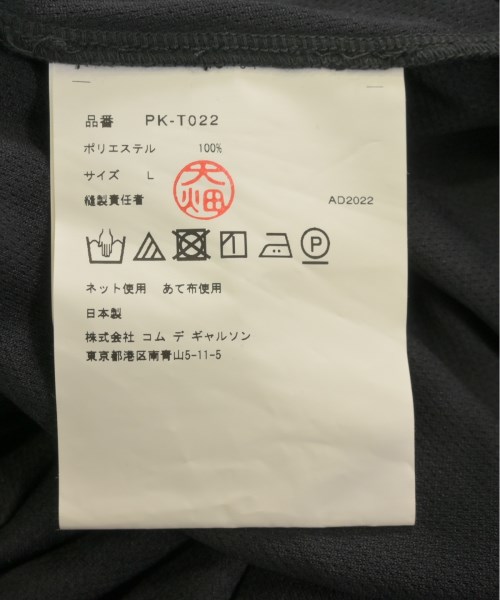 品番 PK-T022
ポリエステル 100%
サイズ L
縫製責任者 大畑 AD2022
P
ネット使用 あて布使用
日本製
株式会社 コム デ ギャルソン
東京都港区南青山5-11-5